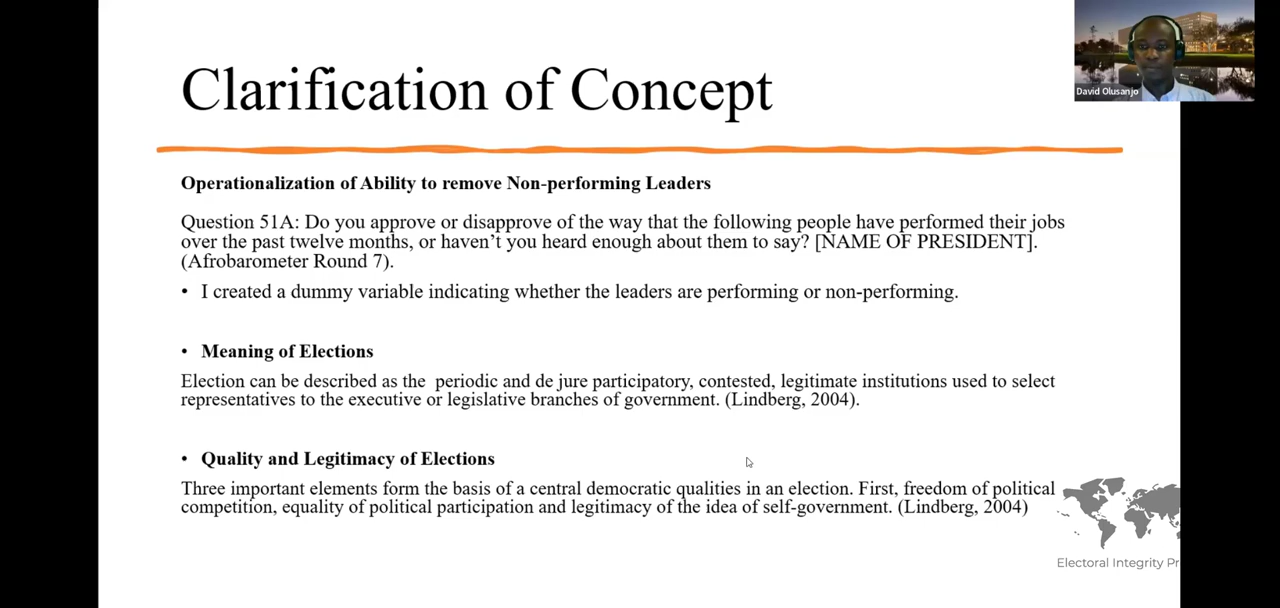 Clarification of Concept
David Olusanjo
Operationalization of Ability to remove Non-performing Leaders
Question 51A: Do you approve or disapprove of the way that the following people have performed their jobs
over the past twelve months, or haven't you heard enough about them to say? [NAME OF PRESIDENT].
(Afrobarometer Round 7).
• I created a dummy variable indicating whether the leaders are performing or non-performing.
• Meaning of Elections
Election can be described as the  periodic and de jure participatory, contested, legitimate institutions used to select
representatives to the executive or legislative branches of government. (Lindberg, 2004).
• Quality and Legitimacy of Elections
Three important elements form the basis of a central democratic qualities in an election. First, freedom of political
competition, equality of political participation and legitimacy of the idea of self-government. (Lindberg, 2004)
Electoral Integrity Pr